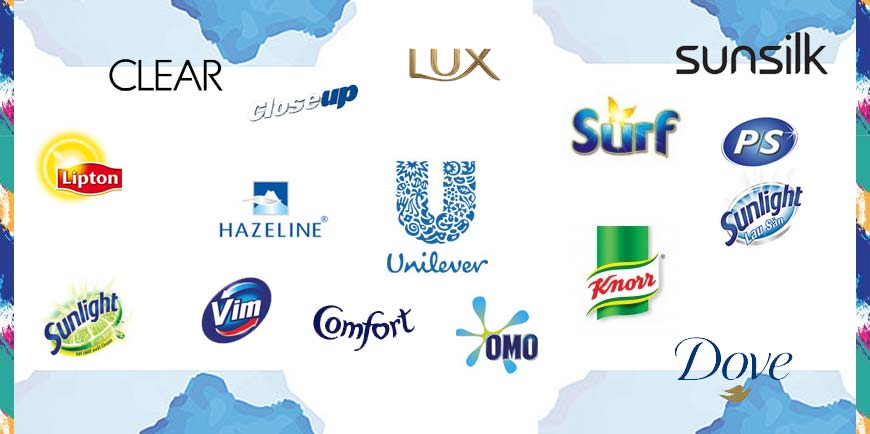 CLEAR
LUX
sunsilk
closeup
Surf
PS
Lipton
HAZELINE®
Unilever
Sunlight
Lau Sàn
Knorr®
Sunlight
Vim
Comfort
OMO
Dove